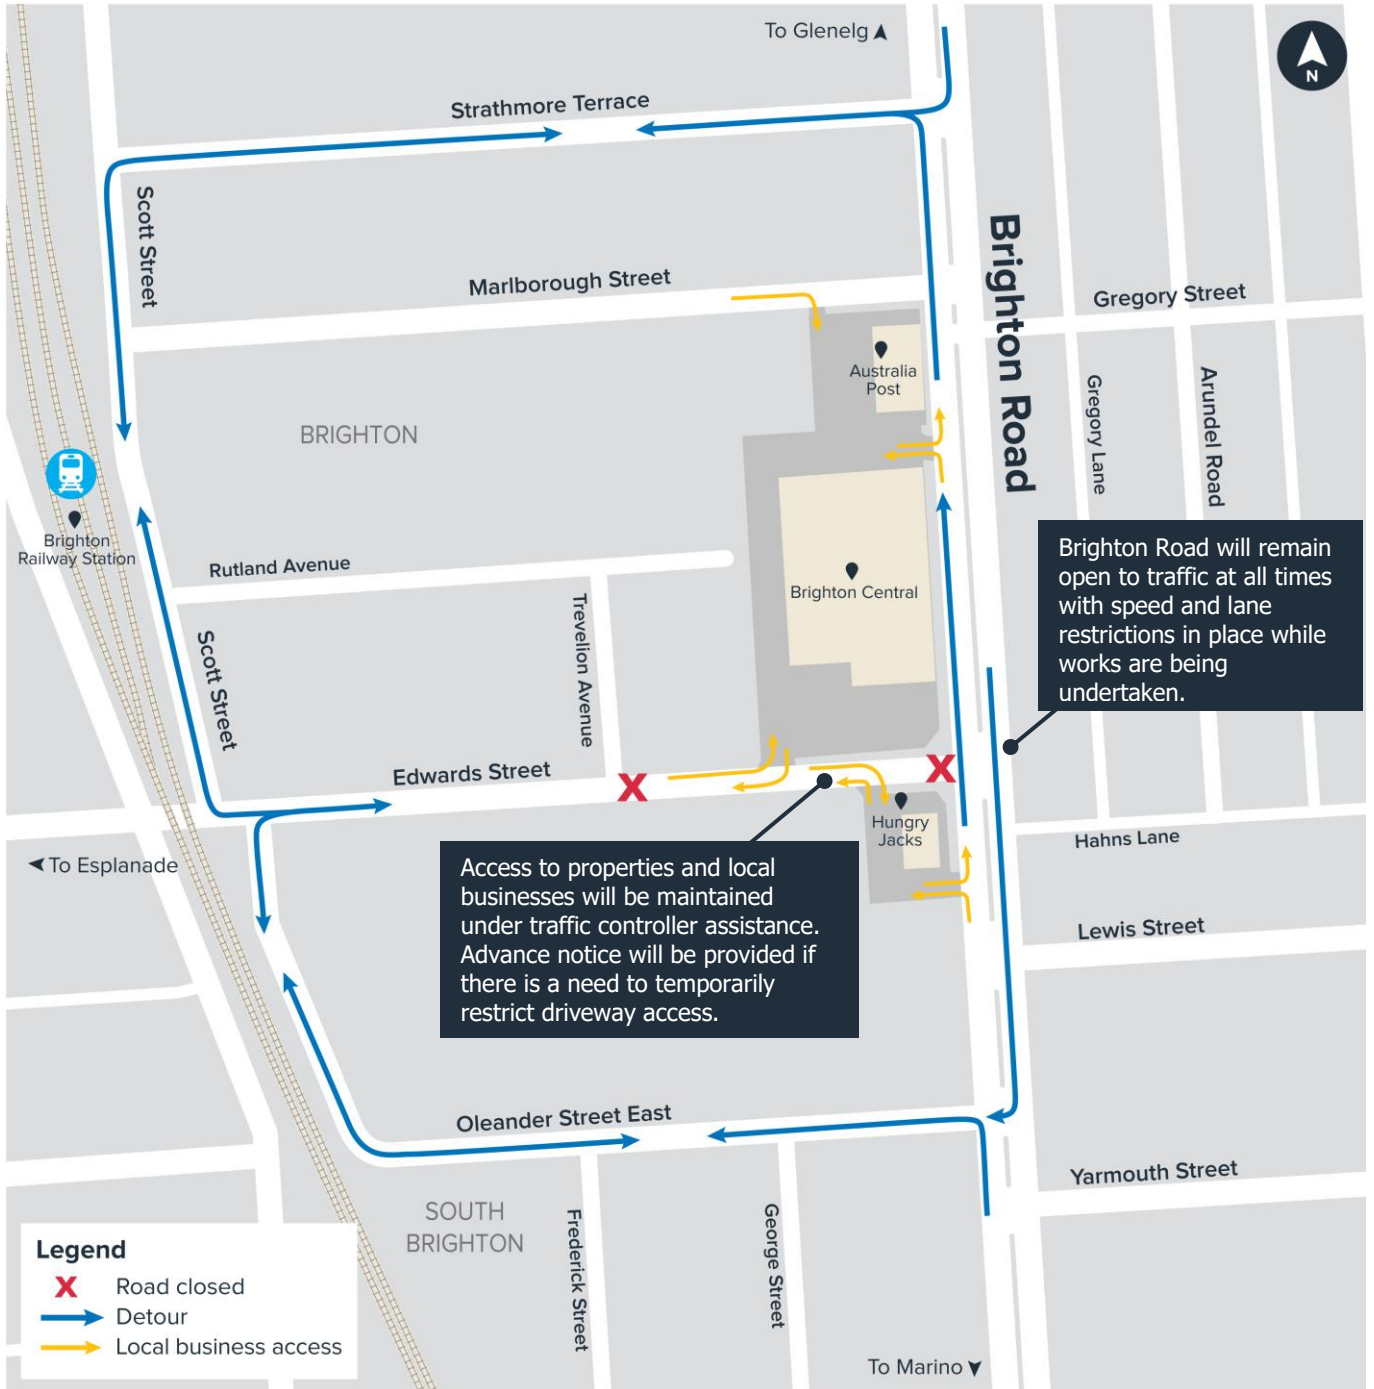 To Glenelg
N
Strathmore Terrace
Scott Street
Marlborough Street
Brighton Road
Gregory Street
Australia
Post
Gregory Lane
Arundel Road
BRIGHTON
Brighton
Railway Station
Rutland Avenue
Trevelion Avenue
Brighton Central
Brighton Road will remain
open to traffic at all times
with speed and lane
restrictions in place while
works are being
undertaken.
Scott Street
Edwards Street
X
X
Hungry
Jacks
Hahns Lane
To Esplanade
Access to properties and local
businesses will be maintained
under traffic controller assistance.
Advance notice will be provided if
there is a need to temporarily
restrict driveway access.
Lewis Street
Oleander Street East
Yarmouth Street
SOUTH
BRIGHTON
Frederick Street
George Street
Legend
X Road closed
Detour
Local business access
To Marino